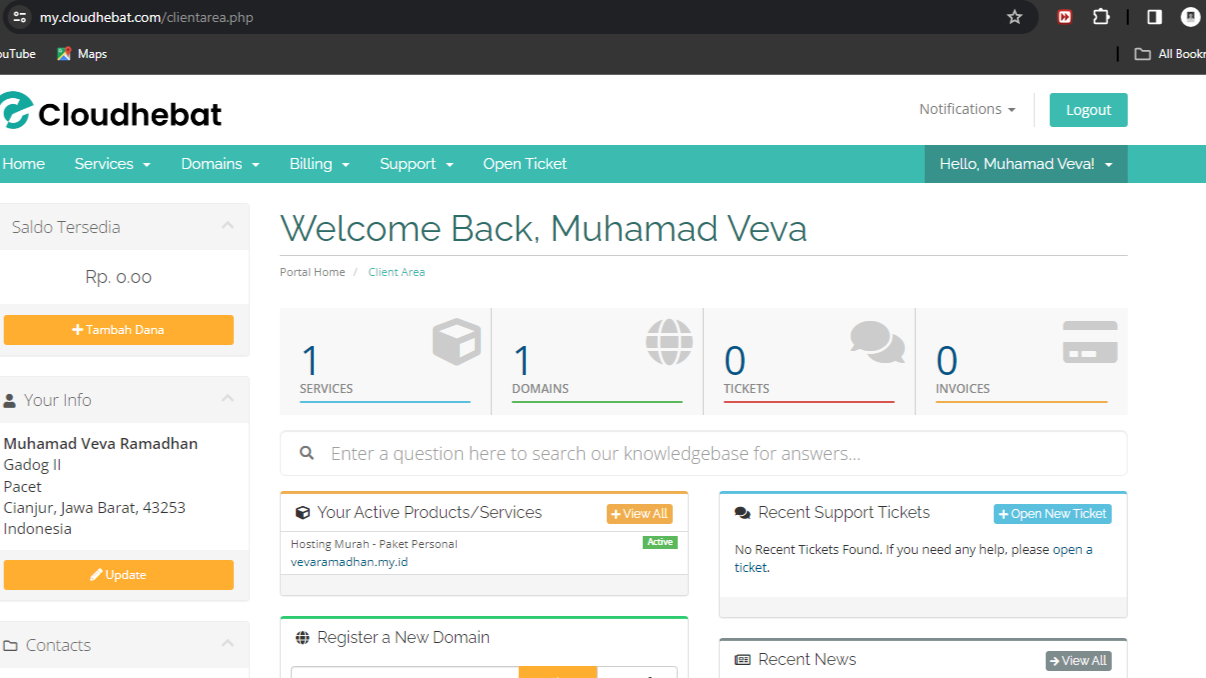 my.cloudhebat.com/clientarea.php
ouTube
Maps
All Bookr
Cloudhebat
Notifications
Logout
Home
Services
Domains
Billing
Support
Open Ticket
Hello, Muhamad Veva!
Saldo Tersedia
Rp. 0.00
Tambah Dana
Your Info
Muhamad Veva Ramadhan
Gadog II
Pacet
Cianjur, Jawa Barat, 43253
Indonesia
Update
Contacts
Welcome Back, Muhamad Veva
Portal Home / Client Area
1
SERVICES
1
DOMAINS
0
TICKETS
0
INVOICES
Enter a question here to search our knowledgebase for answers...
Your Active Products/Services
View All
Hosting Murah - Paket Personal
Active
vevaramadhan.my.id
Register a New Domain
Recent Support Tickets
Open New Ticket
No Recent Tickets Found. If you need any help, please open a
ticket.
Recent News
View All